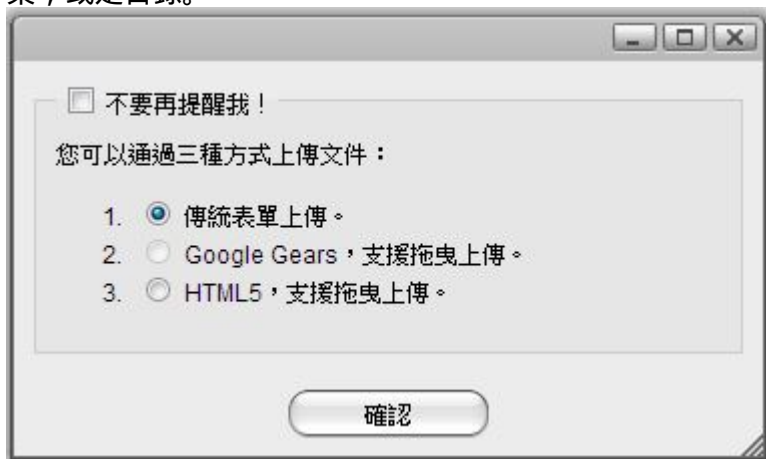 不要再提醒我！
您可以通過三種方式上傳文件：
1. 傳統表單上傳。
2. Google Gears，支援拖曳上傳。
3. HTML5，支援拖曳上傳。
確認